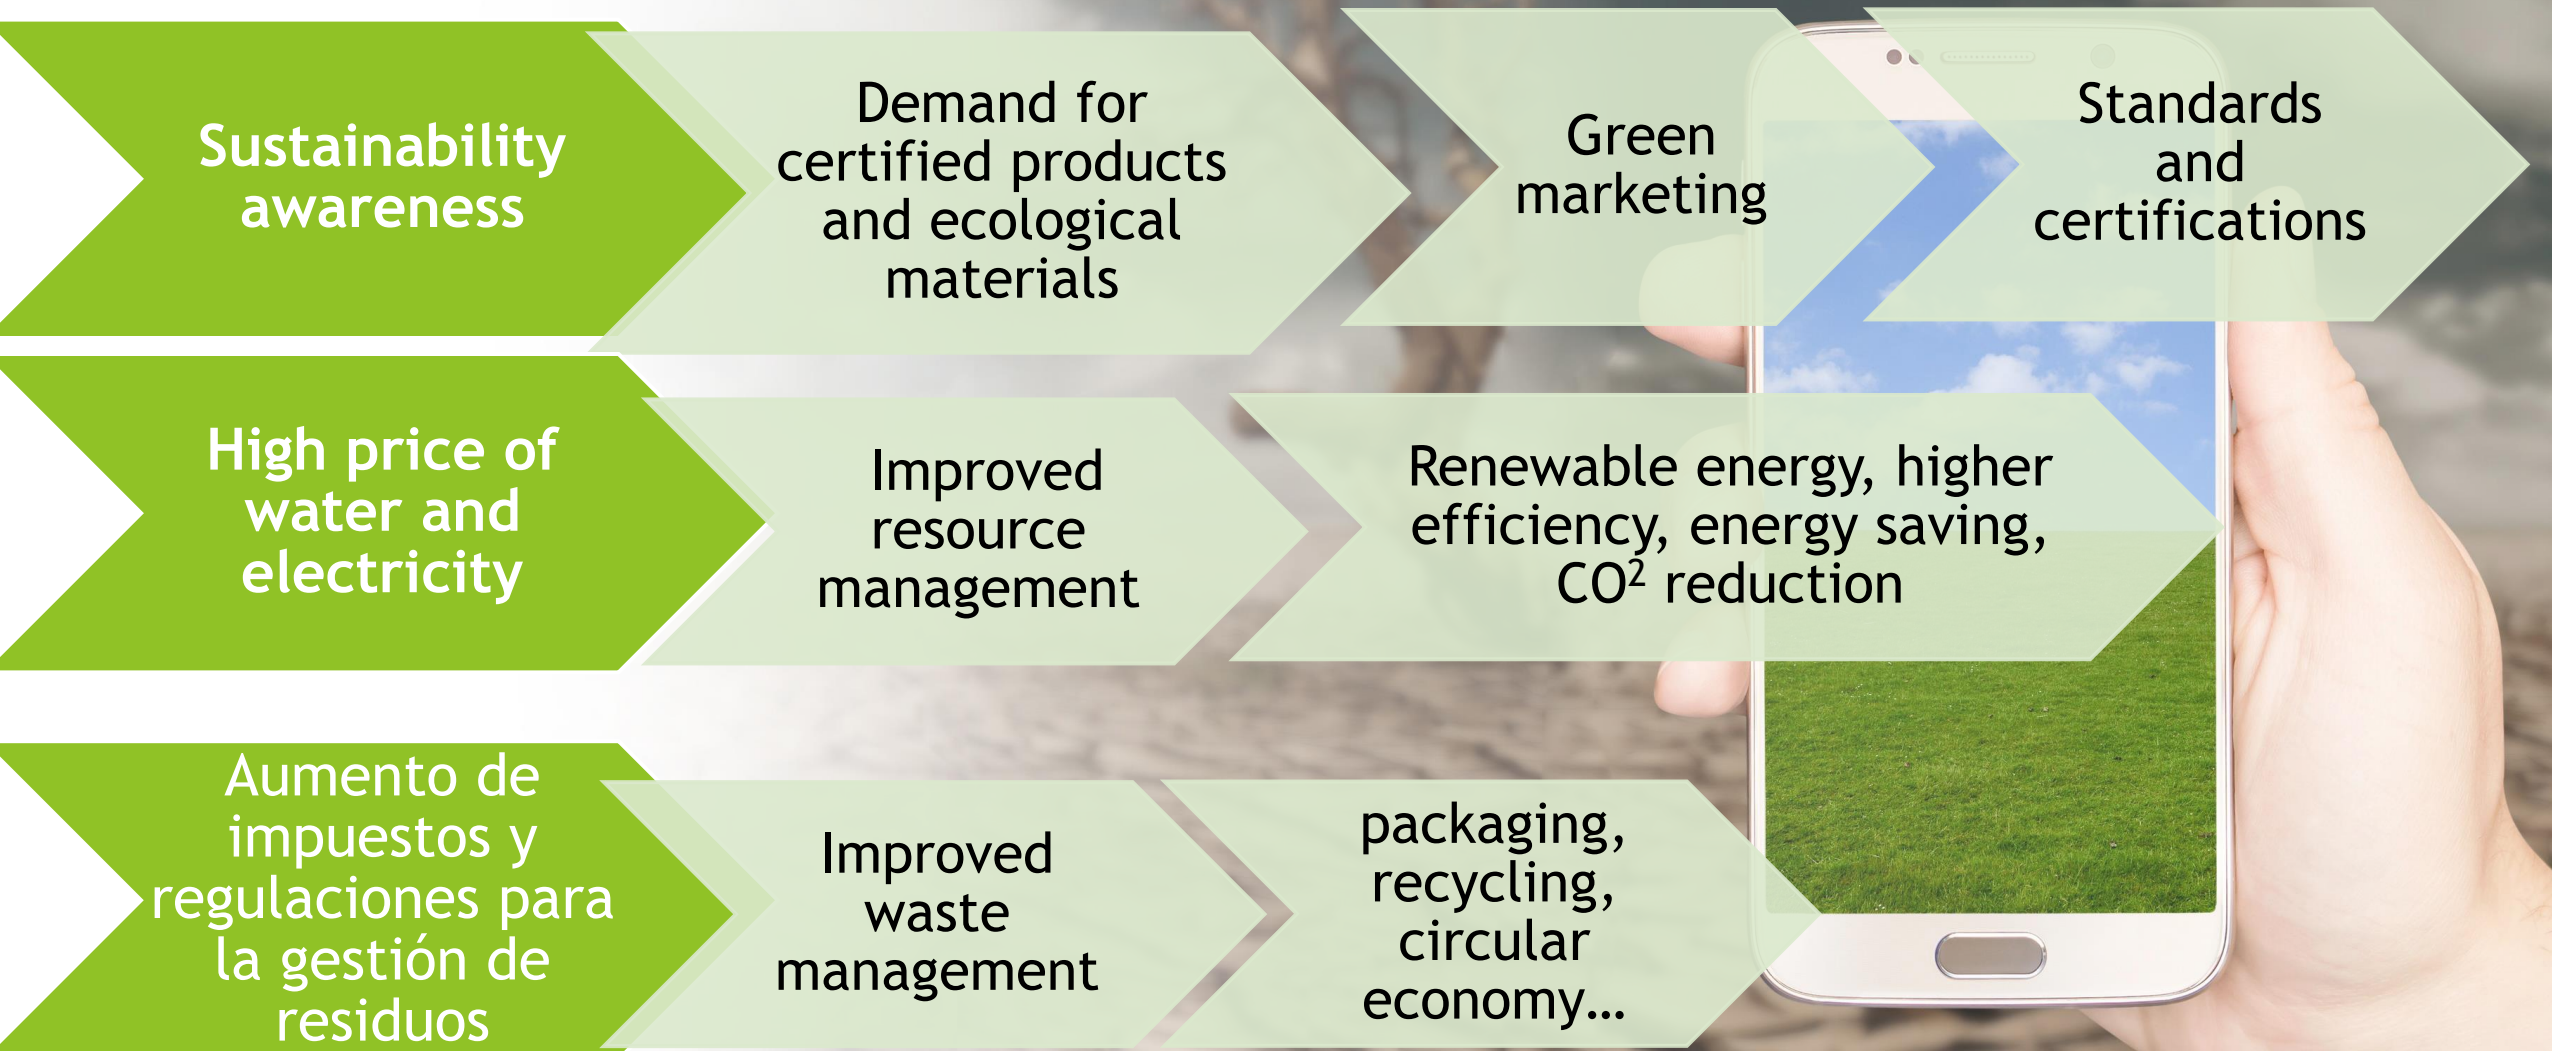 Sustainability
awareness
Demand for
certified products
and ecological
materials
Green
marketing
Standards
and
certifications
High price of
water and
electricity
Improved
resource
management
Renewable energy, higher
efficiency, energy saving,
CO² reduction
Aumento de
impuestos y
regulaciones para
la gestión de
residuos
Improved
waste
management
packaging,
recycling,
circular
economy…